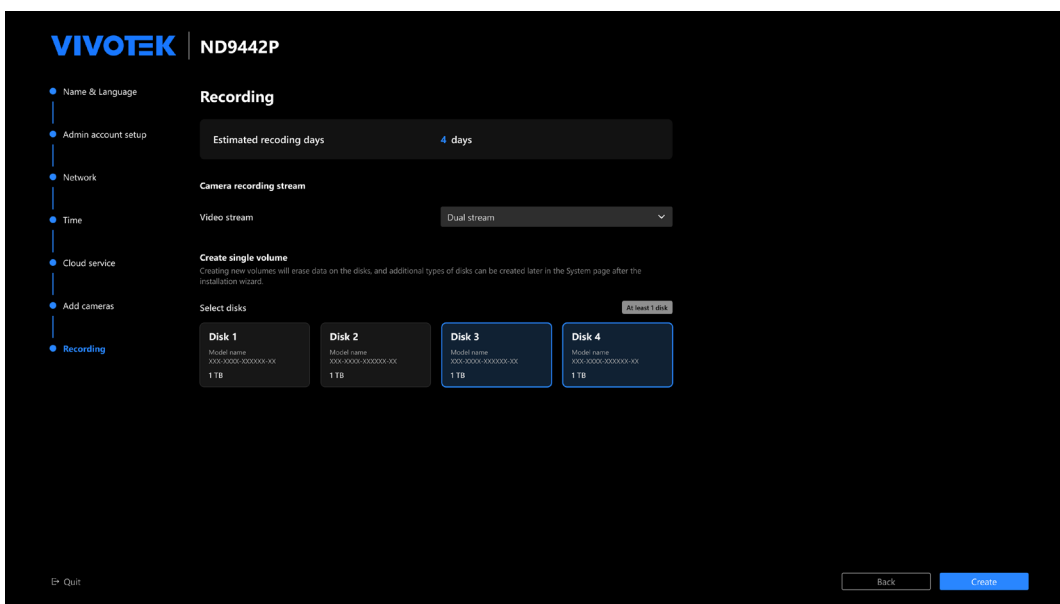 VIVOTEK ND9442P
Name & Language
Admin account setup
Network
Time
Cloud service
Add cameras
Recording
Recording
Estimated recoding days 4 days
Camera recording stream
Video stream Dual stream
Create single volume
Creating new volumes will erase data on the disks, and additional types of disks can be created later in the System page after the
installation wizard.
Select disks At least 1 disk
Disk 1
Model name
XXX-XXXX-XXXXXX-XX
1 TB
Disk 2
Model name
XXX-XXXX-XXXXXX-XX
1 TB
Disk 3
Model name
XXX-XXXX-XXXXXX-XX
1 TB
Disk 4
Model name
XXX-XXXX-XXXXXX-XX
1 TB
Quit
Back
Create